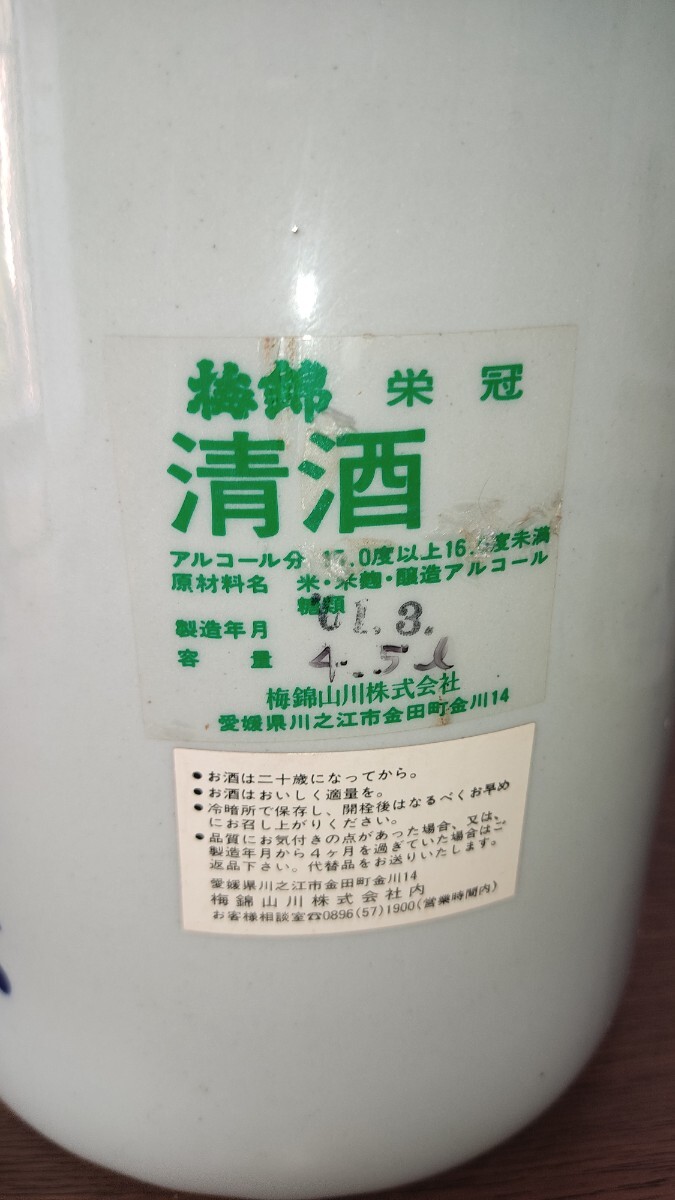 梅錦 栄冠
清酒
アルコール分 15.0度以上16.5度未満
原材料名 米・米麹・醸造アルコール
糖類
製造年月 01.3.
容量 4.5ℓ
梅錦山川株式会社
愛媛県川之江市金田町金川14
●お酒は二十歳になってから。
●お酒はおいしく適量を。
●冷暗所で保存し、開栓後はなるべくお早め
にお召し上がりください。
●品質にお気付きの点があった場合、又は、
製造年月から4ヶ月を過ぎていた場合はご
返品下さい。代替品をお送りいたします。
愛媛県川之江市金田町金川14
梅錦山川株式会社内
お客様相談室☎0896(57)1900(営業時間内)